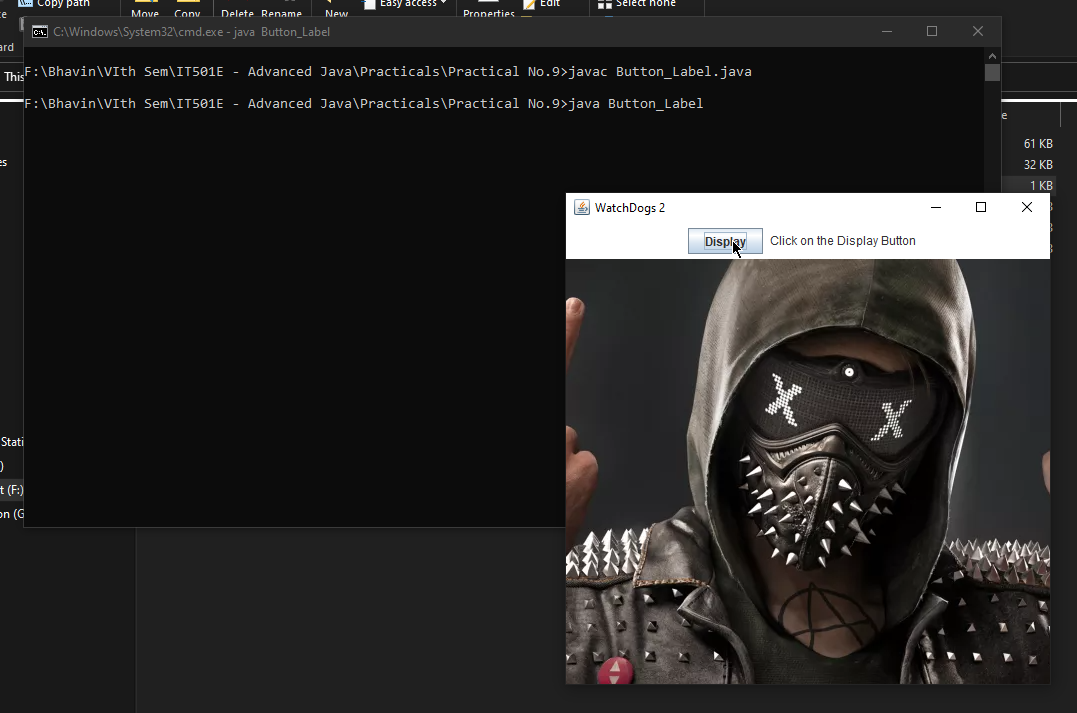 Copy path
Move Copy Delete Rename New Easy access Properties Edit Select none
C:\Windows\System32\cmd.exe - java Button_Label
This
F:\Bhavin\VIth Sem\IT501E - Advanced Java\Practicals\Practical No.9>javac Button_Label.java
F:\Bhavin\VIth Sem\IT501E - Advanced Java\Practicals\Practical No.9>java Button_Label
61 KB
32 KB
1 KB
WatchDogs 2
Display Click on the Display Button
X X
Stati
)
t (F:)
on (G